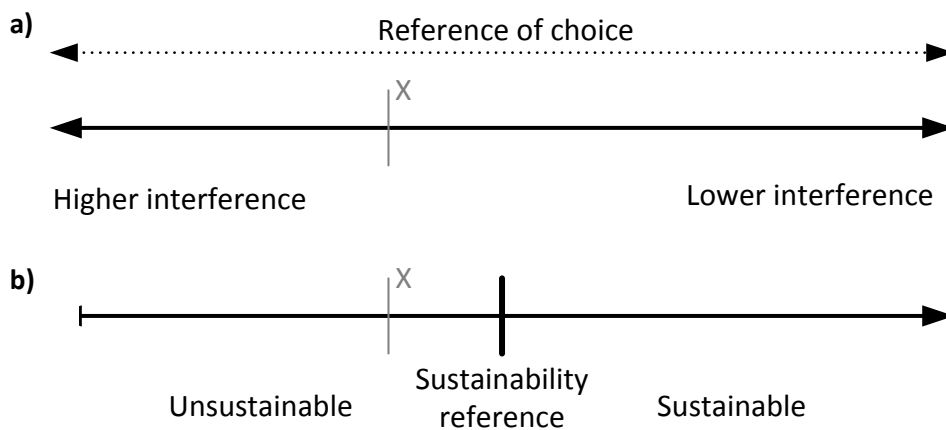 a)
Reference of choice
X
Higher interference
Lower interference
b)
X
Unsustainable
Sustainability
reference
Sustainable